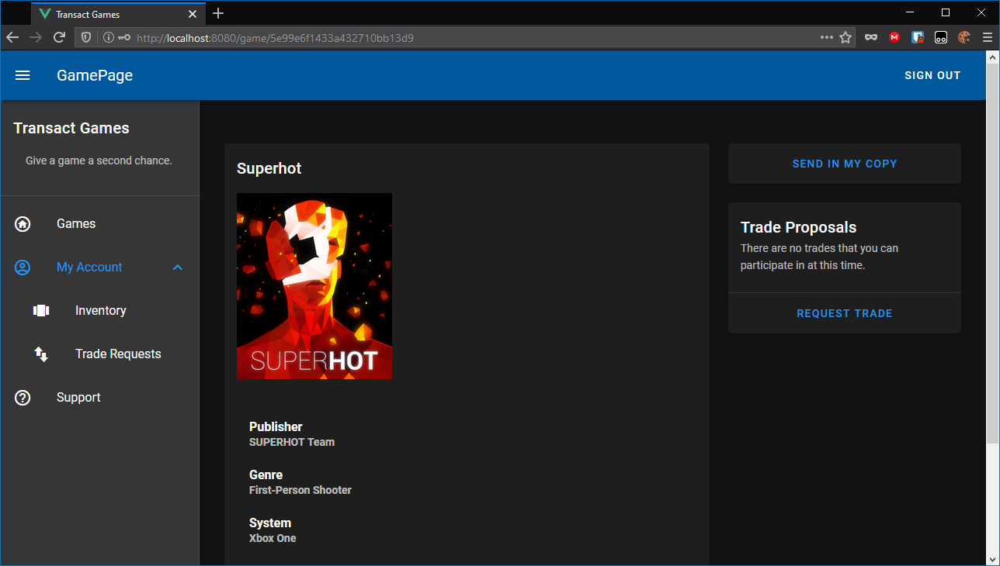 Transact Games
http://localhost:8080/game/5e99e6f1433a432710bb13d9
GamePage
SIGN OUT
Transact Games
Give a game a second chance.
Games
My Account
Inventory
Trade Requests
Support
Superhot
SUPERHOT
Publisher
SUPERHOT Team
Genre
First-Person Shooter
System
Xbox One
SEND IN MY COPY
Trade Proposals
There are no trades that you can
participate in at this time.
REQUEST TRADE